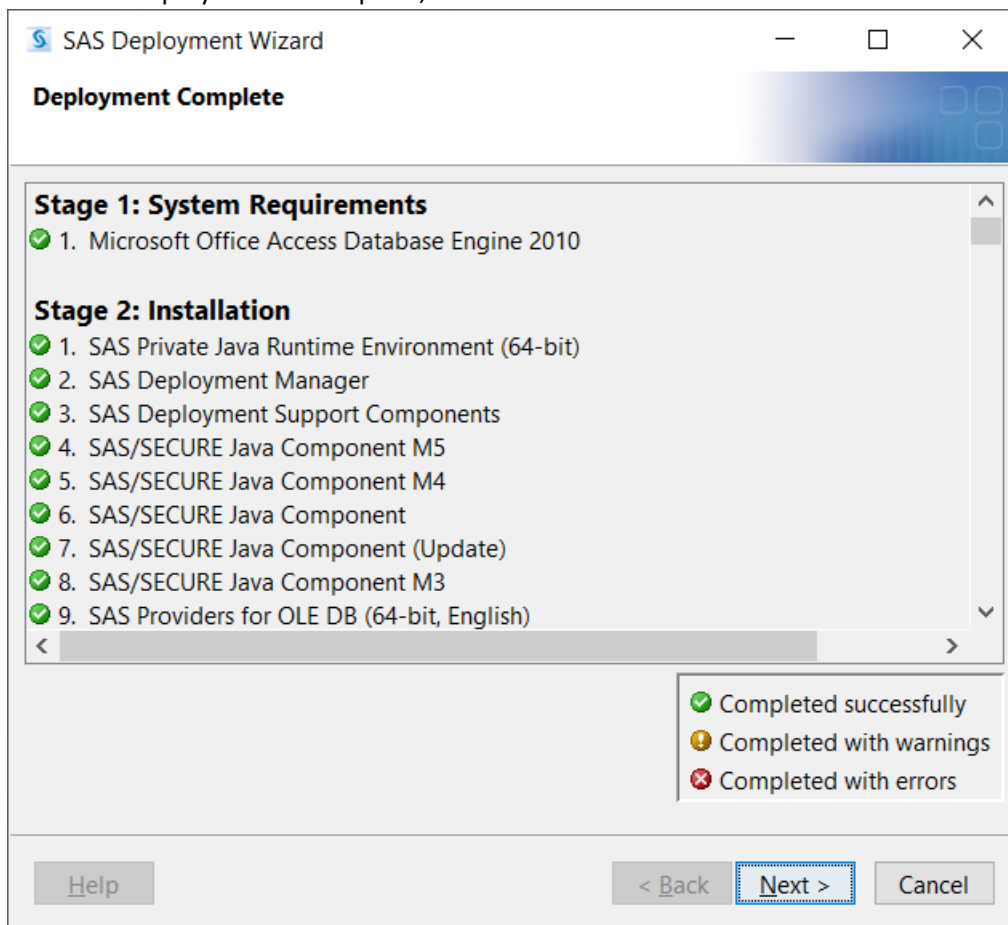 SAS Deployment Wizard
Deployment Complete
Stage 1: System Requirements
1. Microsoft Office Access Database Engine 2010
Stage 2: Installation
1. SAS Private Java Runtime Environment (64-bit)
2. SAS Deployment Manager
3. SAS Deployment Support Components
4. SAS/SECURE Java Component M5
5. SAS/SECURE Java Component M4
6. SAS/SECURE Java Component
7. SAS/SECURE Java Component (Update)
8. SAS/SECURE Java Component M3
9. SAS Providers for OLE DB (64-bit, English)
Completed successfully
Completed with warnings
Completed with errors
Help
< Back
Next >
Cancel